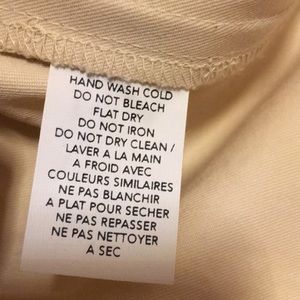 HAND WASH COLD
DO NOT BLEACH
FLAT DRY
DO NOT IRON
DO NOT DRY CLEAN /
LAVER A LA MAIN
A FROID AVEC
COULEURS SIMILAIRES
NE PAS BLANCHIR
A PLAT POUR SECHER
NE PAS REPASSER
NE PAS NETTOYER
A SEC